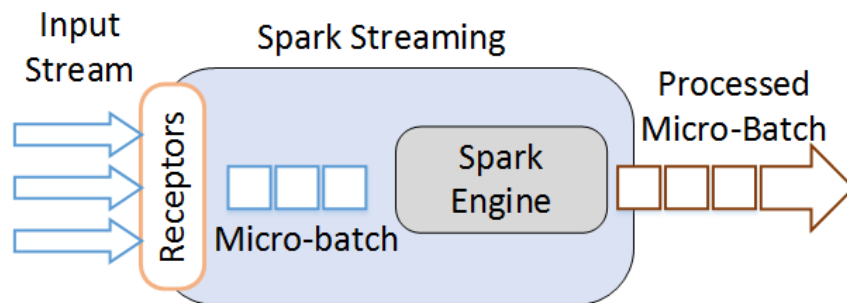 Input
Stream
Spark Streaming
Receptors
Micro-batch
Spark
Engine
Processed
Micro-Batch